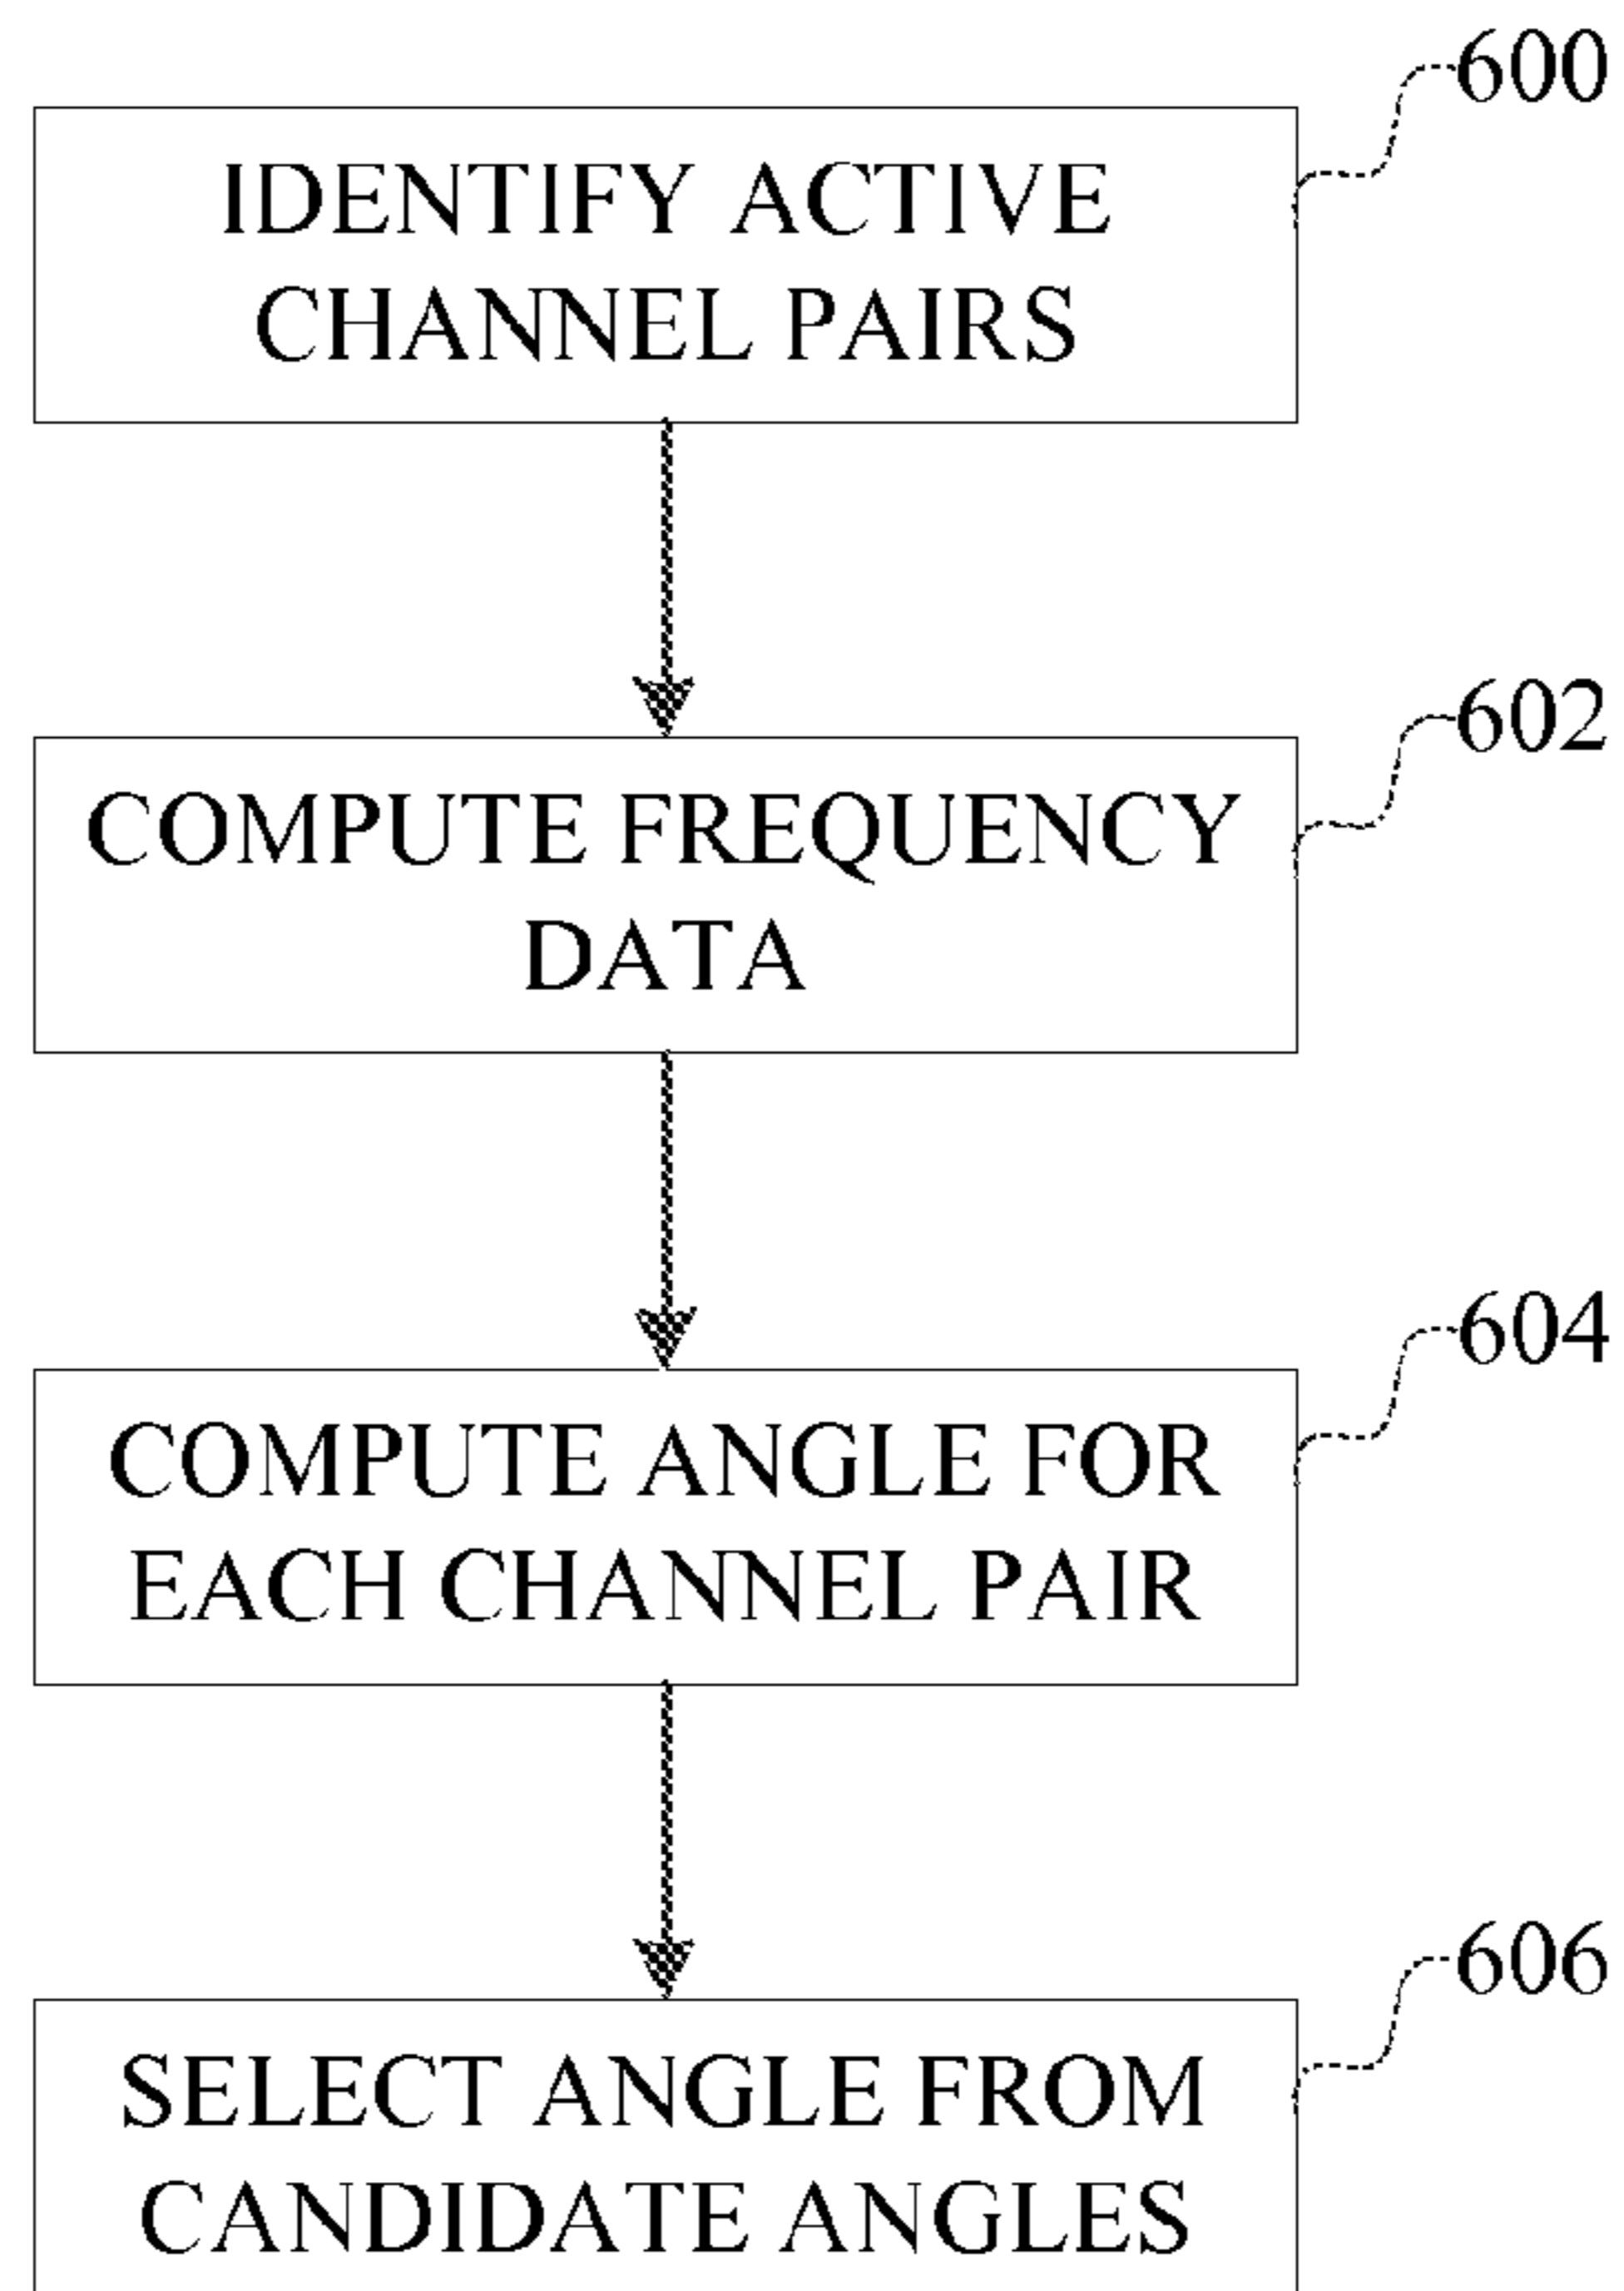 600
IDENTIFY ACTIVE
CHANNEL PAIRS
602
COMPUTE FREQUENCY
DATA
604
COMPUTE ANGLE FOR
EACH CHANNEL PAIR
606
SELECT ANGLE FROM
CANDIDATE ANGLES